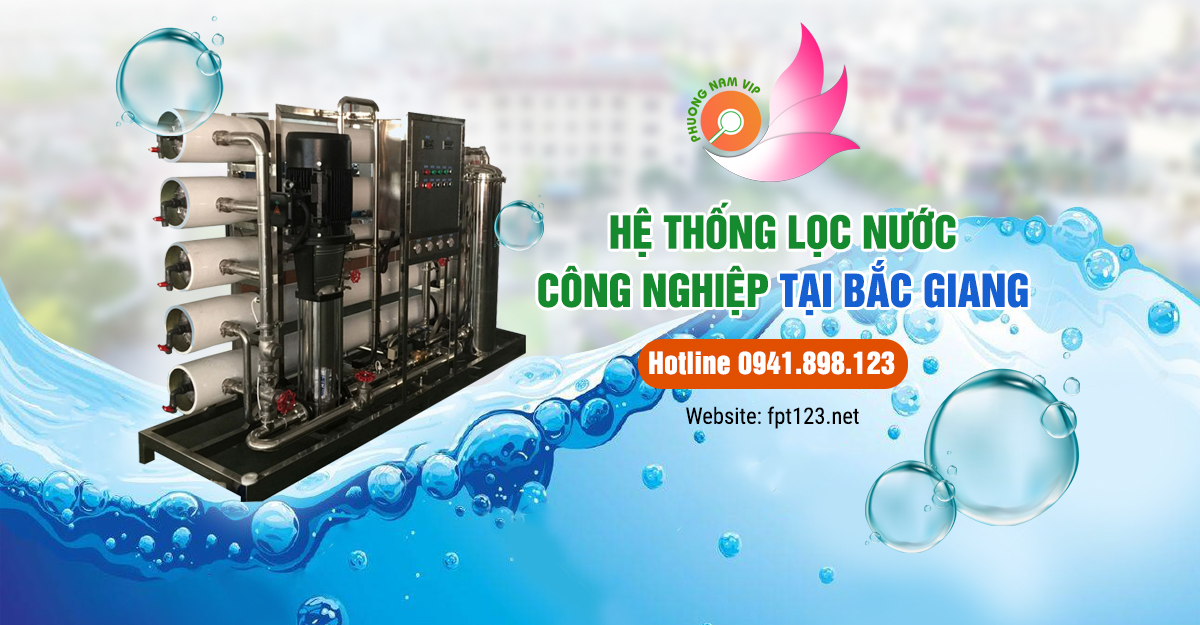 PHUONG NAM VIP
HỆ THỐNG LỌC NƯỚC
CÔNG NGHIỆP TẠI BẮC GIANG
Hotline 0941.898.123
Website: fpt123.net